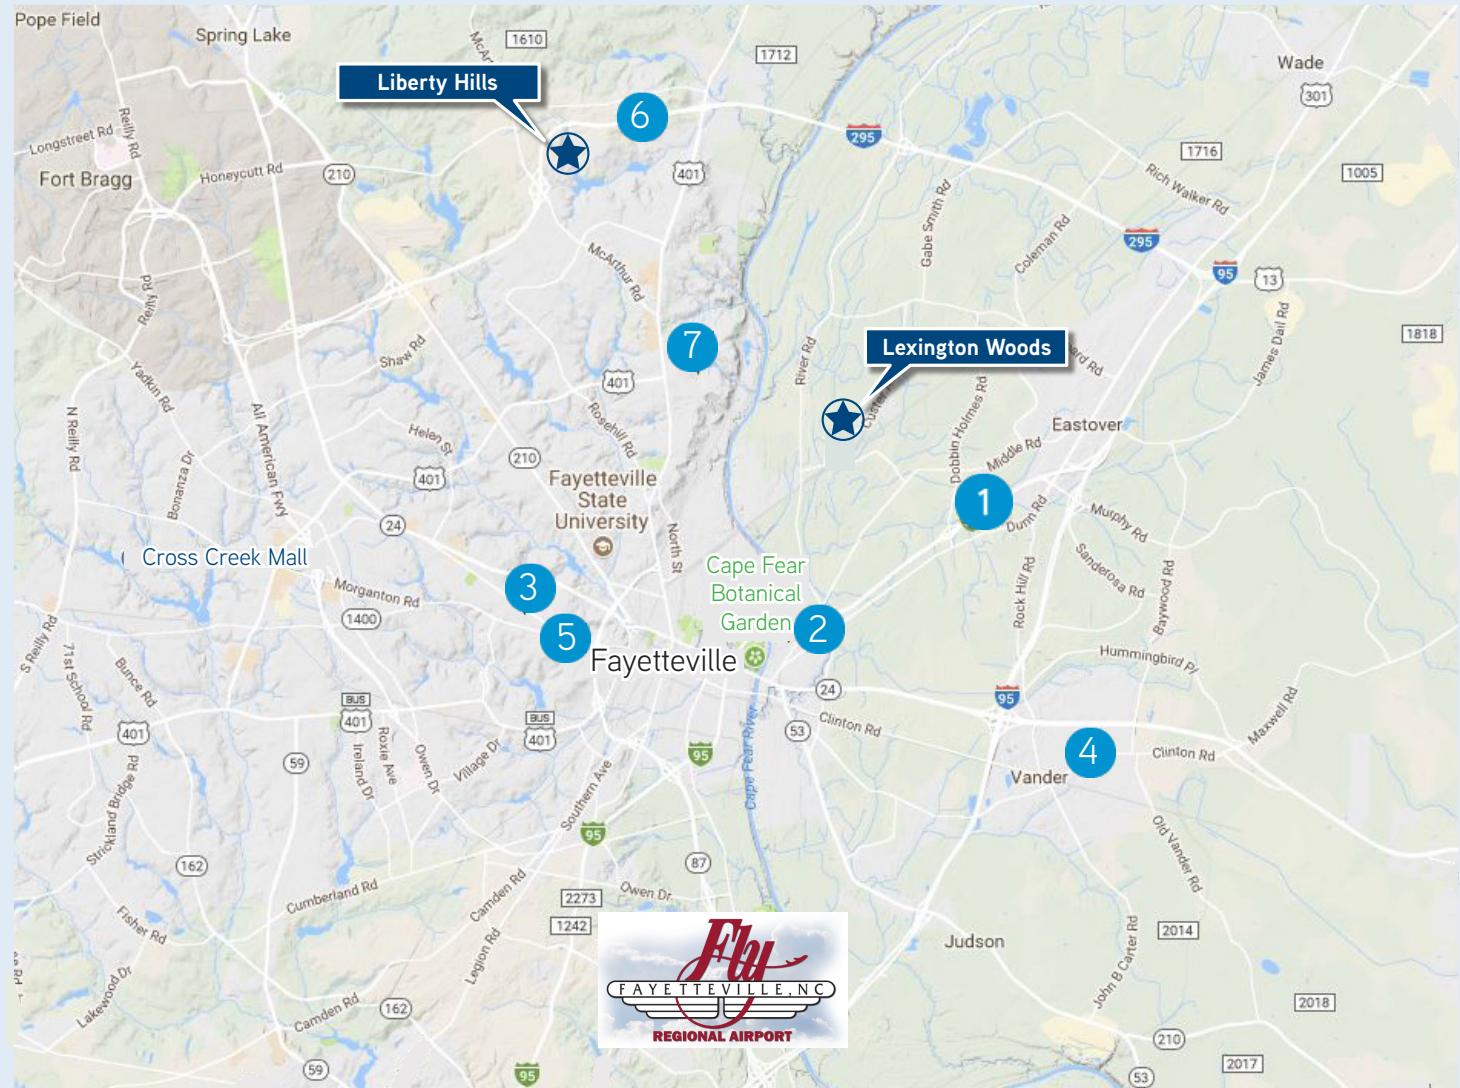 Pope Field
Spring Lake
McAr
1610
1712
Wade
301
Liberty Hills
6
295
Longstreet Rd
Reilly Rd
Fort Bragg
Honeycutt Rd
210
401
1716
1005
Rich Walker Rd
Gabe Smith Rd
Coleman Rd
295
95
13
McArthur Rd
Reilly Rd
7
Shaw Rd
401
River Rd
Lexington Woods
ard Rd
James Dail Rd
1818
Yadkin Rd
N Reilly Rd
All American Fwy
Bonanza Dr
Helen St
Rosehill Rd
210
401
24
Custer
Dobbin Holmes Rd
Middle Rd
Eastover
1
Dunn Rd
Murphy Rd
Fayetteville
State
University
North St
Cross Creek Mall
Morganton Rd
1400
3
5
Fayetteville
Cape Fear
Botanical
Garden
2
Rock Hill Rd
Sanderosa Rd
Baywood Rd
Hummingbird Pl
S Reilly Rd
71st School Rd
Bunce Rd
401
BUS
401
BUS
401
59
Ireland Dr
Roxie Ave
Owen Dr
Village Dr
Southern Ave
95
Cape Fear River
24
53
Clinton Rd
95
4
Vander
Clinton Rd
Maxwell Rd
Strickland Bridge Rd
162
95
87
Old Vander Rd
Cumberland Rd
Camden Rd
2273
1242
Owen Dr
Fisher Rd
Legion Rd
Lakewood Dr
Camden Rd
162
59
95
Fly
FAYETTEVILLE, NC
REGIONAL AIRPORT
Judson
John B Carter Rd
2014
2018
210
2017
53